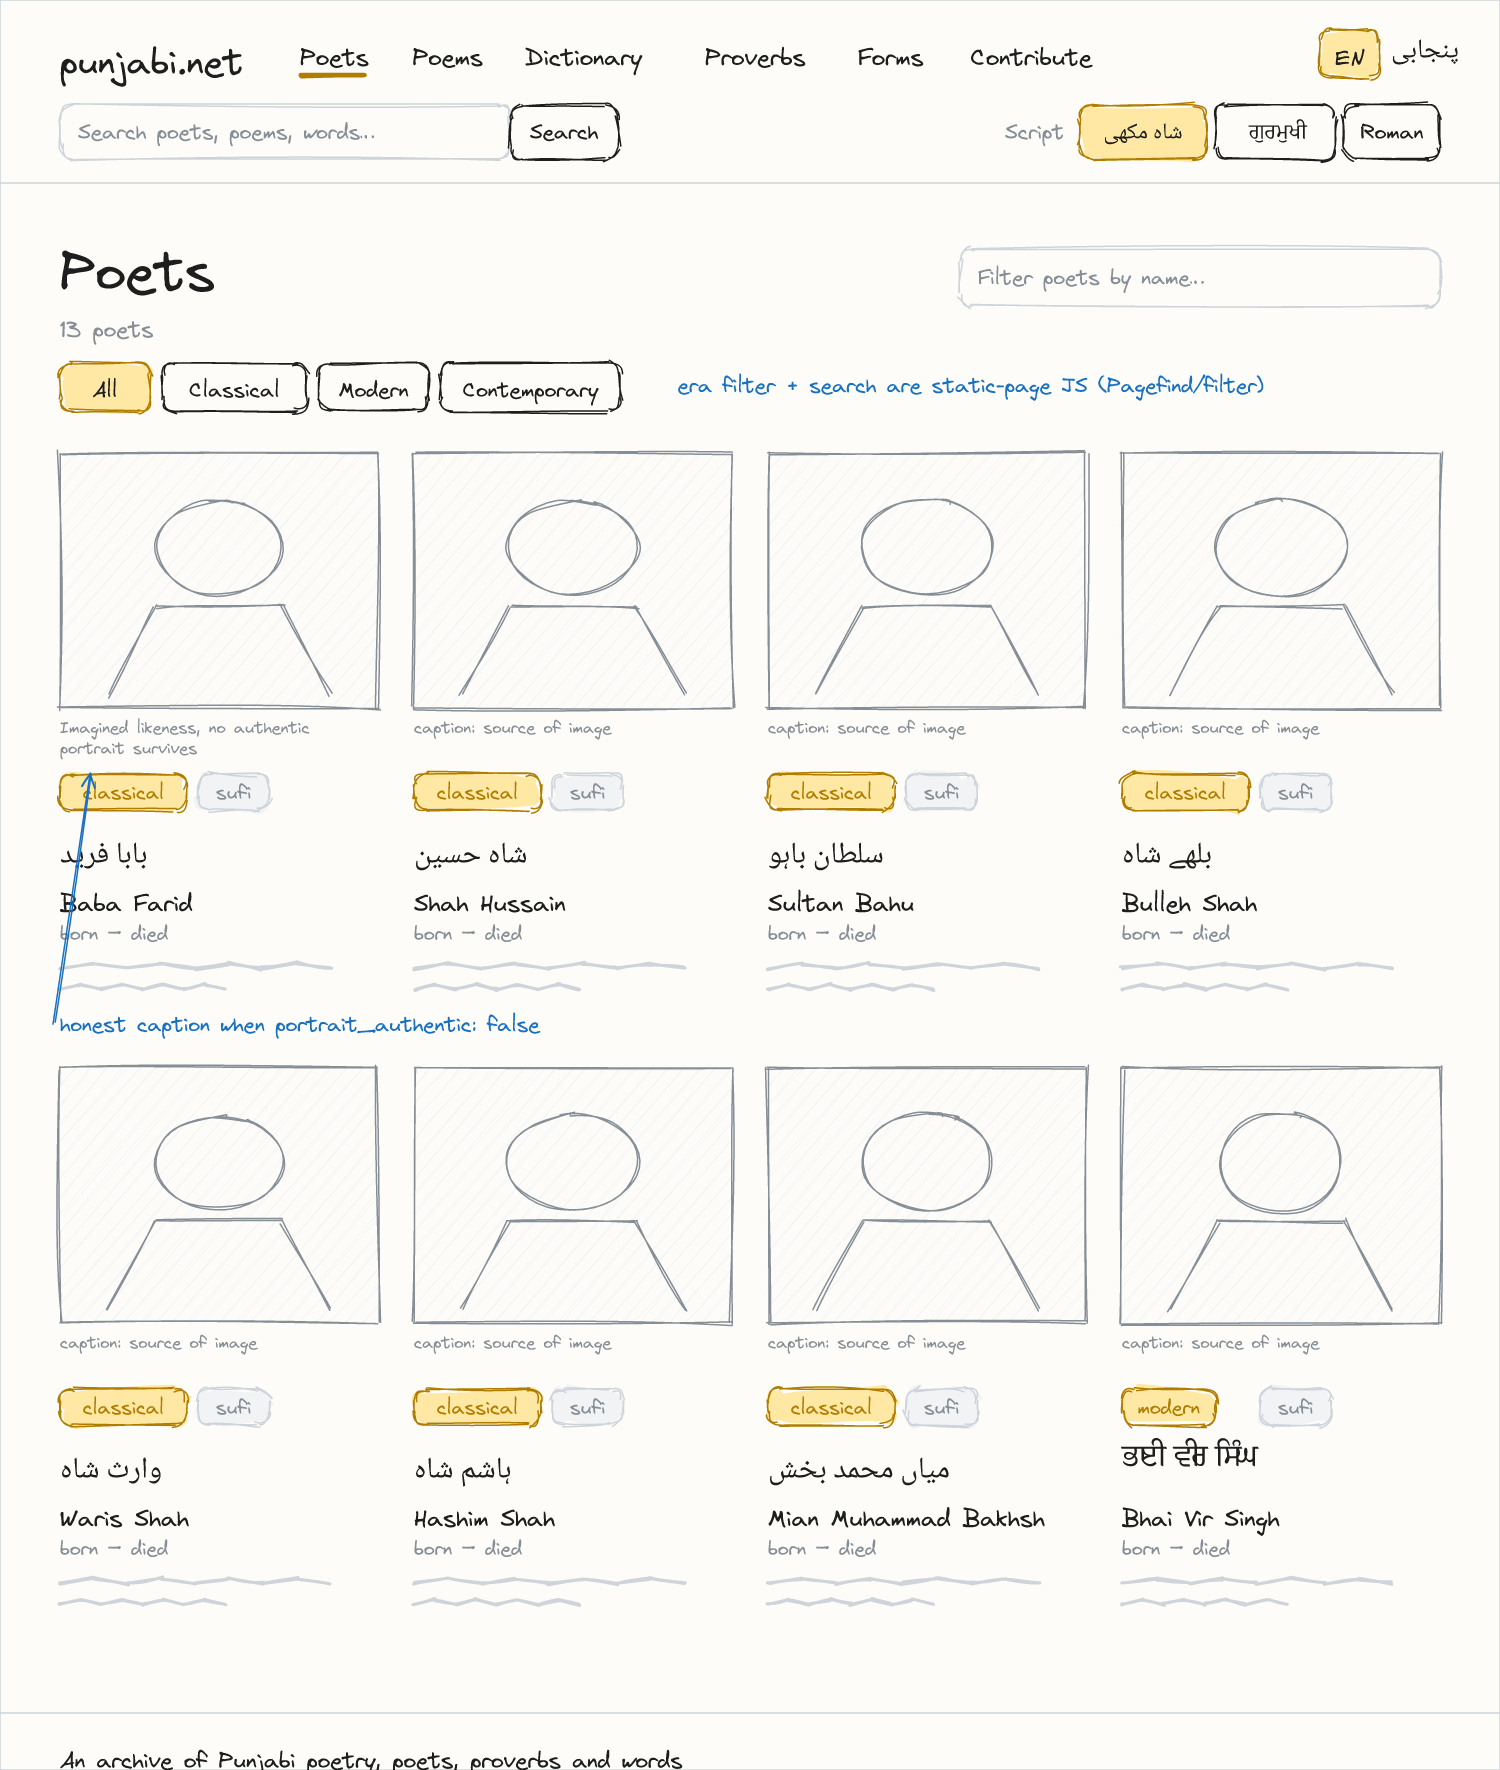 punjabi.net Poets Poems Dictionary Proverbs Forms Contribute EN پنجابی
Search poets, poems, words... Search Script شاہ مکھی ਗੁਰਮੁਖੀ Roman
Poets
Filter poets by name...
13 poets
All Classical Modern Contemporary era filter + search are static-page JS (Pagefind/filter)
Imagined likeness, no authentic
portrait survives
caption: source of image
caption: source of image
caption: source of image
classical sufi classical sufi classical sufi classical sufi
بابا فرید
شاہ حسین
سلطان باہو
بلھے شاہ
Baba Farid Shah Hussain Sultan Bahu Bulleh Shah
born – died born – died born – died born – died
honest caption when portrait_authentic: false
caption: source of image caption: source of image caption: source of image caption: source of image
classical sufi classical sufi classical sufi modern sufi
وارث شاہ
ہاشم شاہ
میاں محمد بخش
ਭਾਈ ਵੀਰ ਸਿੰਘ
Waris Shah Hashim Shah Mian Muhammad Bakhsh Bhai Vir Singh
born – died born – died born – died born – died
An archive of Punjabi poetry, poets, proverbs and words